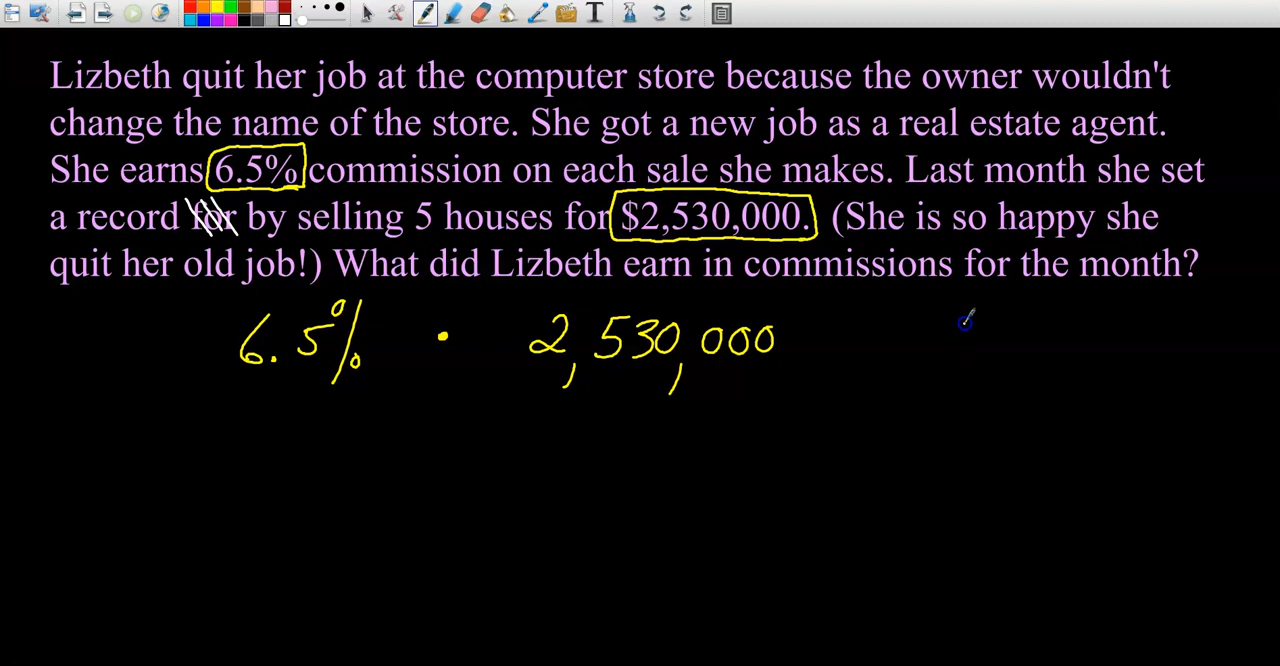 Lizbeth quit her job at the computer store because the owner wouldn't
change the name of the store. She got a new job as a real estate agent.
She earns 6.5% commission on each sale she makes. Last month she set
a record for by selling 5 houses for $2,530,000. (She is so happy she
quit her old job!) What did Lizbeth earn in commissions for the month?
6.5% · 2,530,000